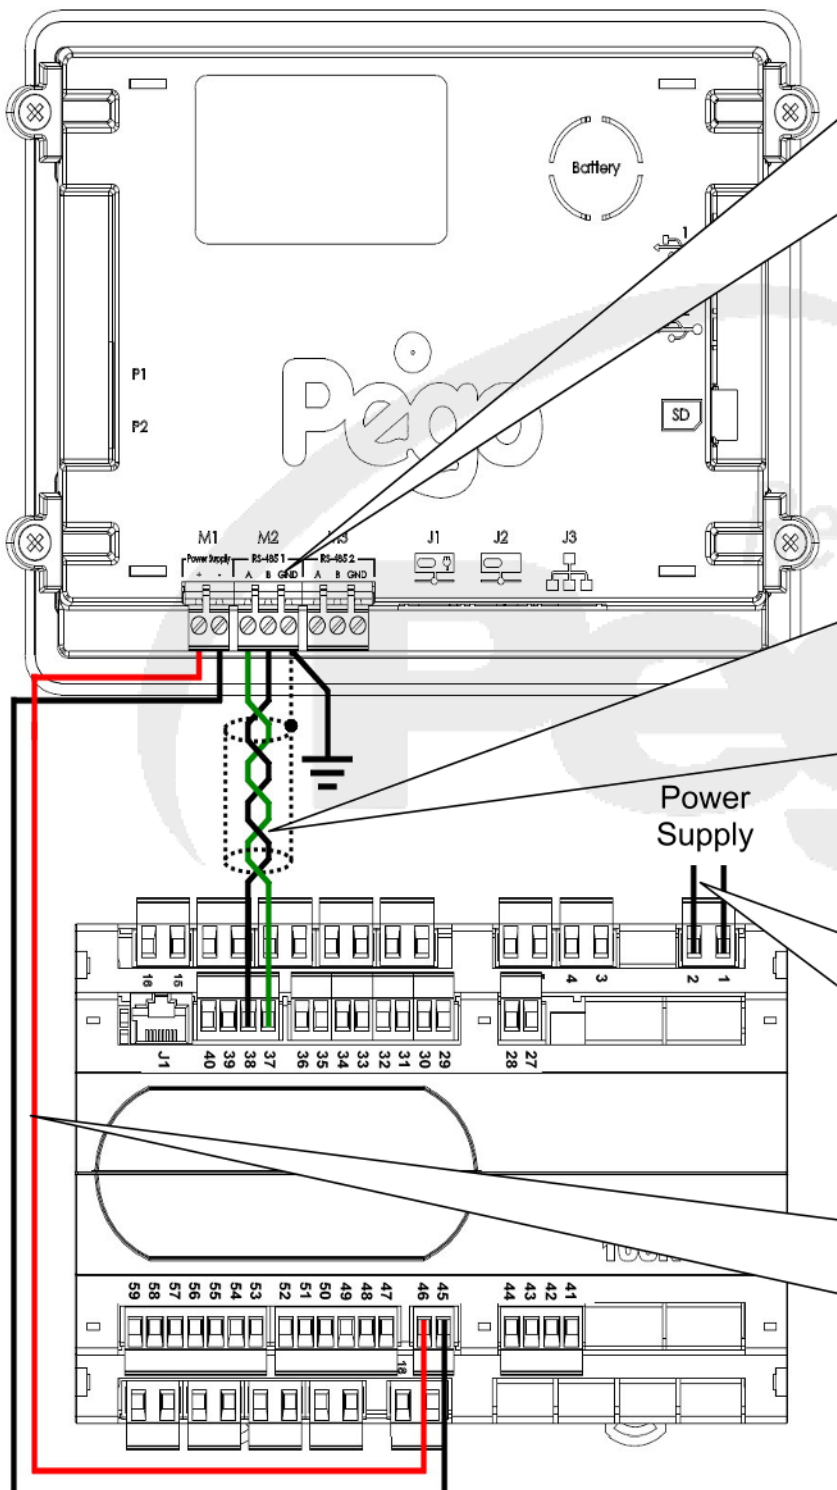 Battery
1
P1
P2
Pego
SD
M1 M2 M3 J1 J2 J3
Power Supply RS-485 1 RS-485 2
+ - A B GND A B GND
Power
Supply
16 15 4 3 2 1
J1 40 39 38 37 36 35 34 33 32 31 30 29 28 27
59 58 57 56 55 54 53 52 51 50 49 48 47 46 45 44 43 42 41
18